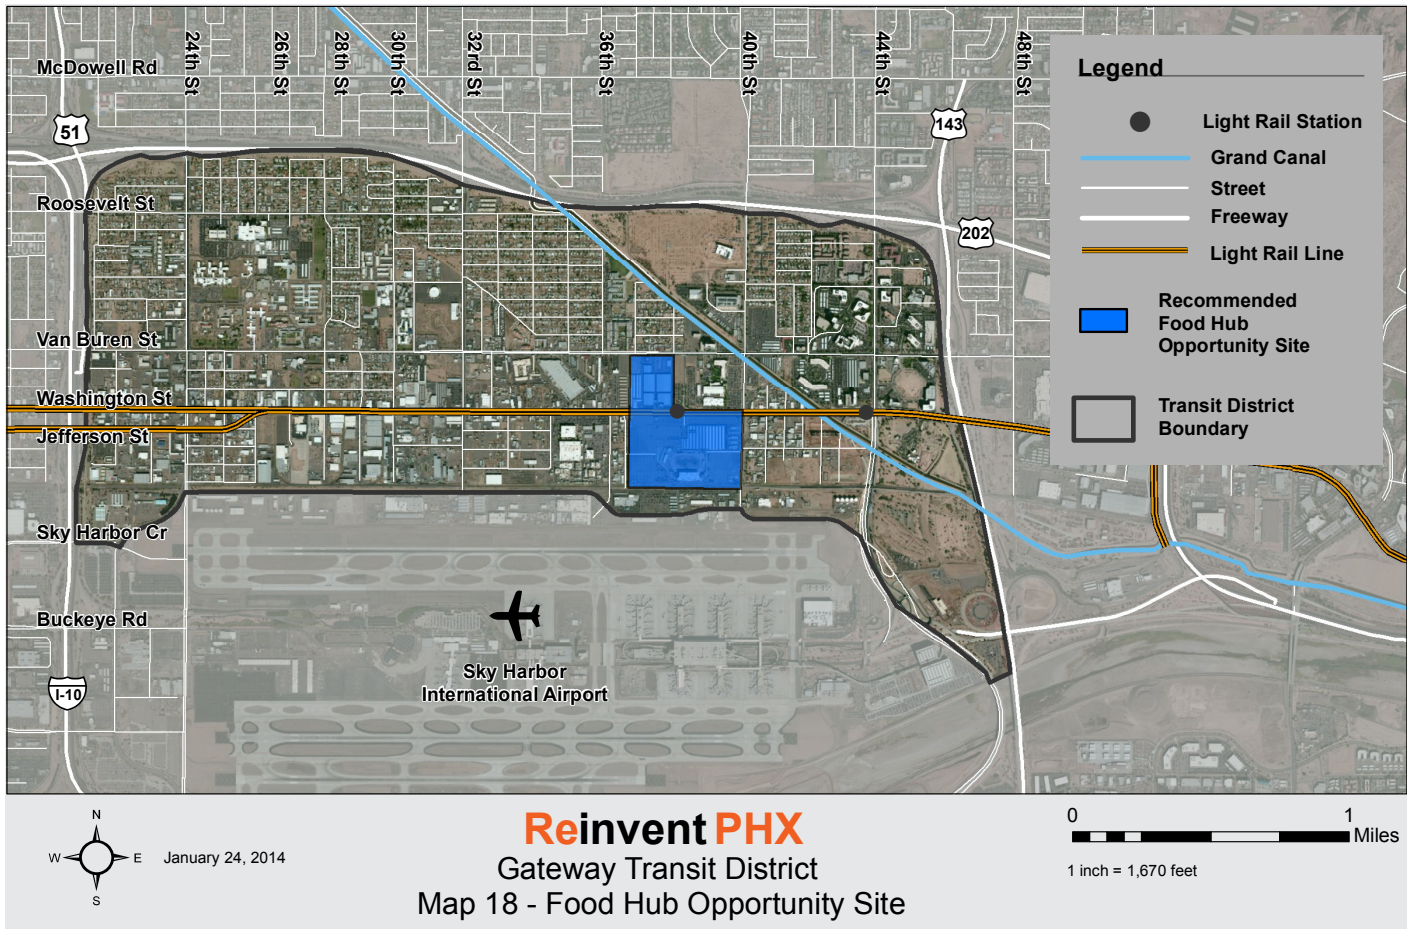 24th St
26th St
28th St
30th St
32rd St
36th St
40th St
44th St
48th St
McDowell Rd
51
143
Roosevelt St
202
Van Buren St
Washington St
Jefferson St
Sky Harbor Cr
Buckeye Rd
I-10
Sky Harbor
International Airport
Legend
Light Rail Station
Grand Canal
Street
Freeway
Light Rail Line
Recommended
Food Hub
Opportunity Site
Transit District
Boundary
N
W E
S
January 24, 2014
Reinvent PHX
Gateway Transit District
Map 18 - Food Hub Opportunity Site
0 1
Miles
1 inch = 1,670 feet